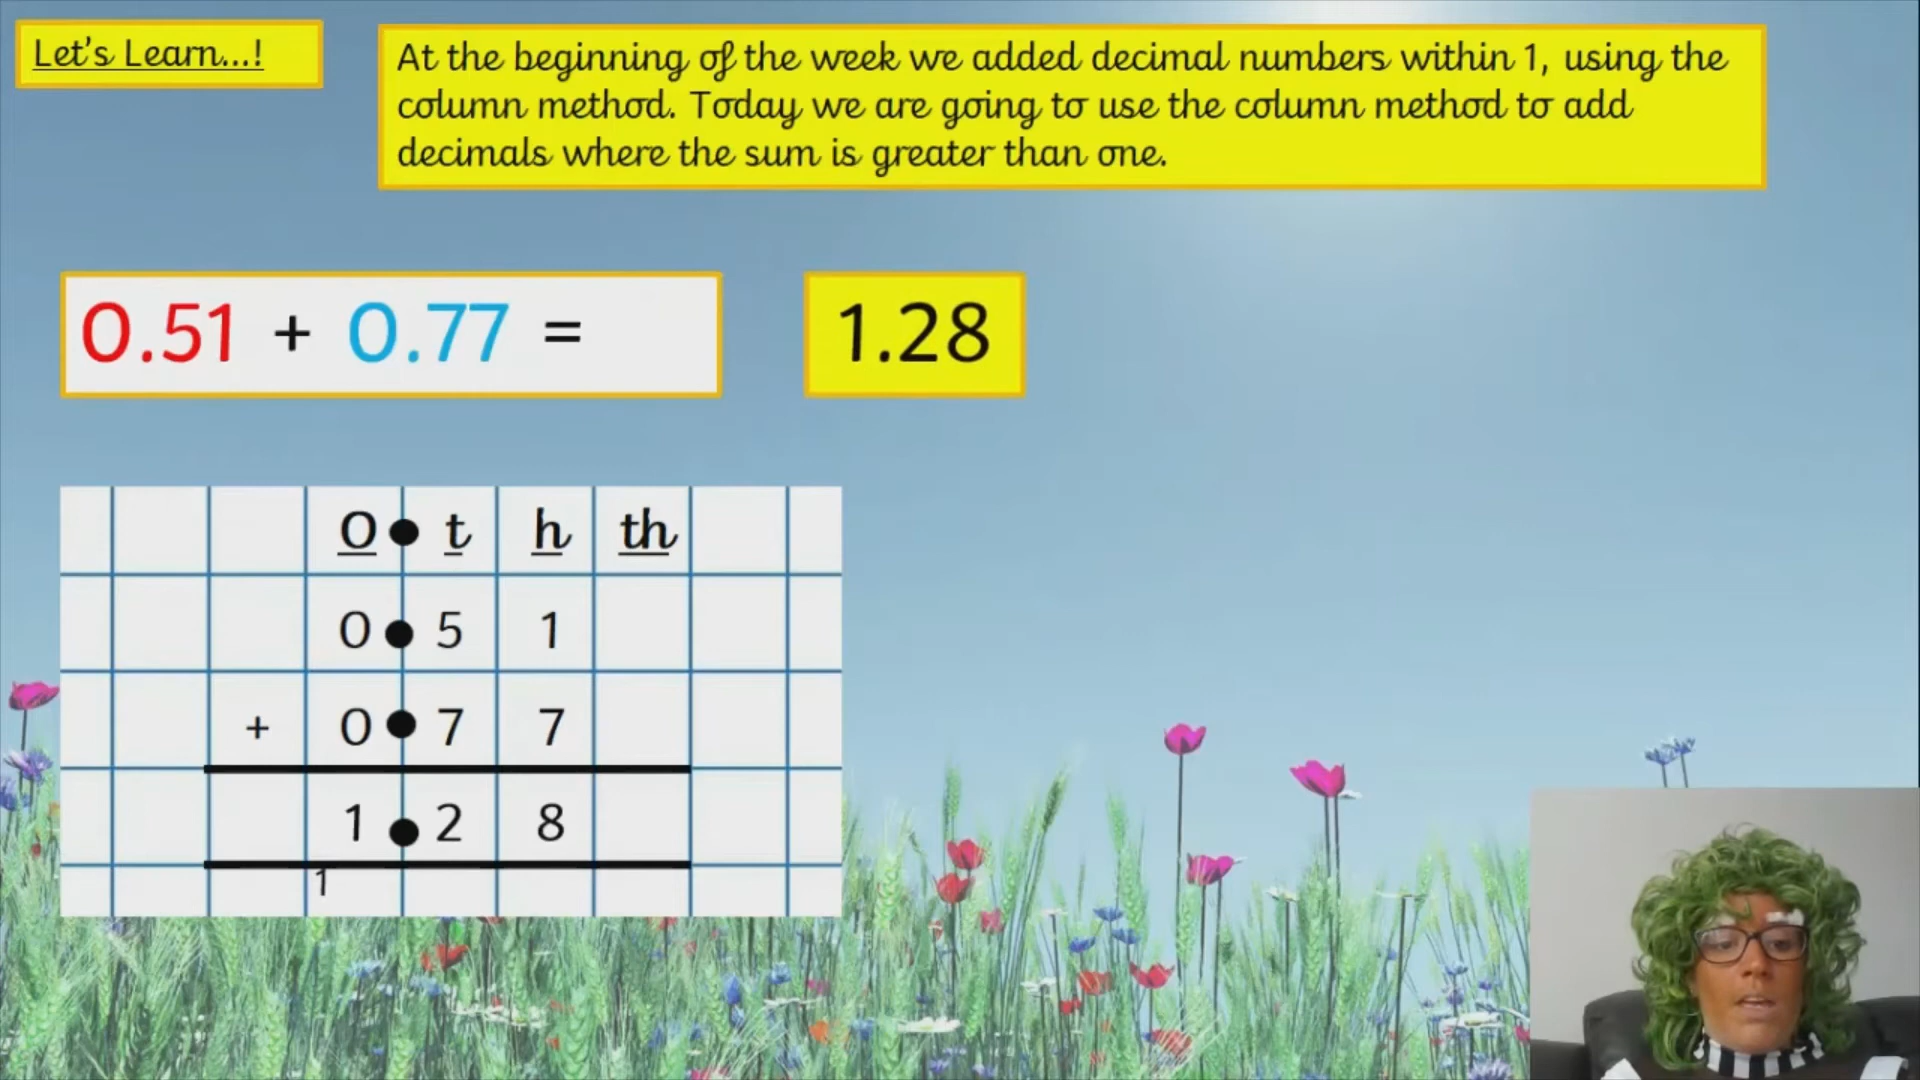 Let's Learn...!
At the beginning of the week we added decimal numbers within 1, using the
column method. Today we are going to use the column method to add
decimals where the sum is greater than one.
0.51 + 0.77 =
1.28
O • t h th
0 • 5 1
+ 0 • 7 7
1 • 2 8
1